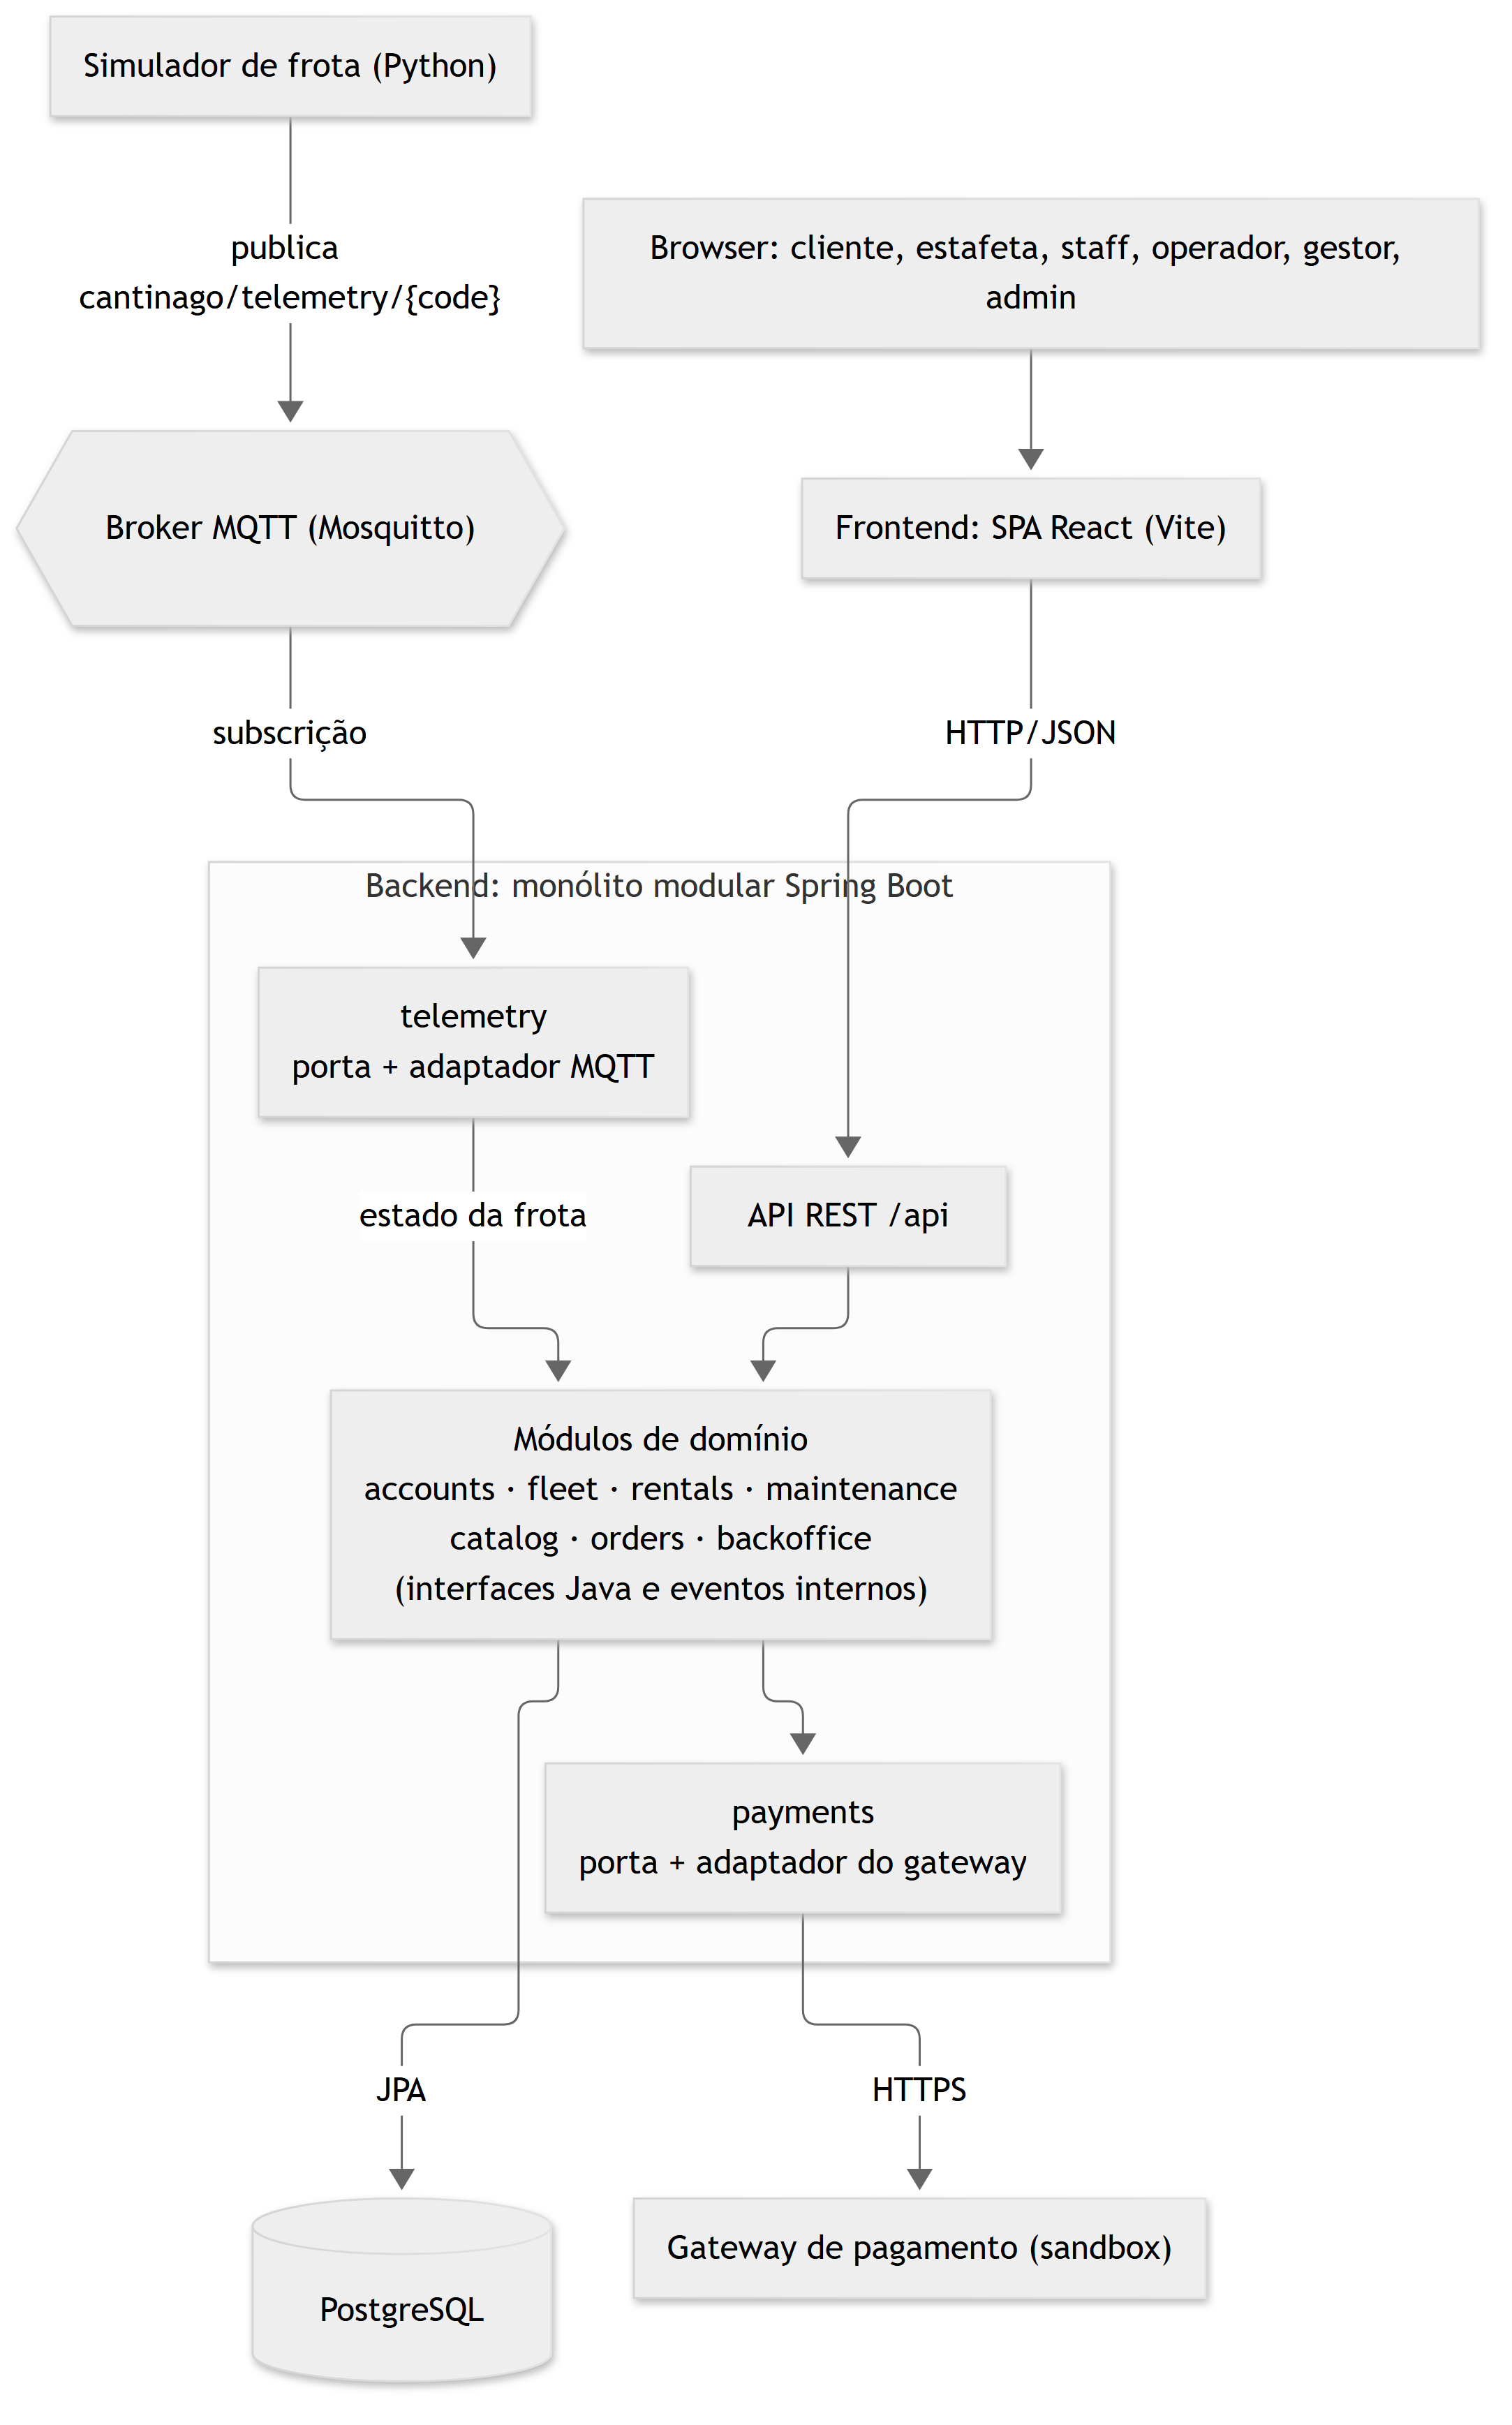 Simulador de frota (Python)
publica
cantinago/telemetry/{code}
Browser: cliente, estafeta, staff, operador, gestor,
admin
Broker MQTT (Mosquitto)
Frontend: SPA React (Vite)
subscrição
HTTP/JSON
Backend: monólito modular Spring Boot
telemetry
porta + adaptador MQTT
estado da frota
API REST /api
Módulos de domínio
accounts · fleet · rentals · maintenance
catalog · orders · backoffice
(interfaces Java e eventos internos)
payments
porta + adaptador do gateway
JPA
HTTPS
PostgreSQL
Gateway de pagamento (sandbox)